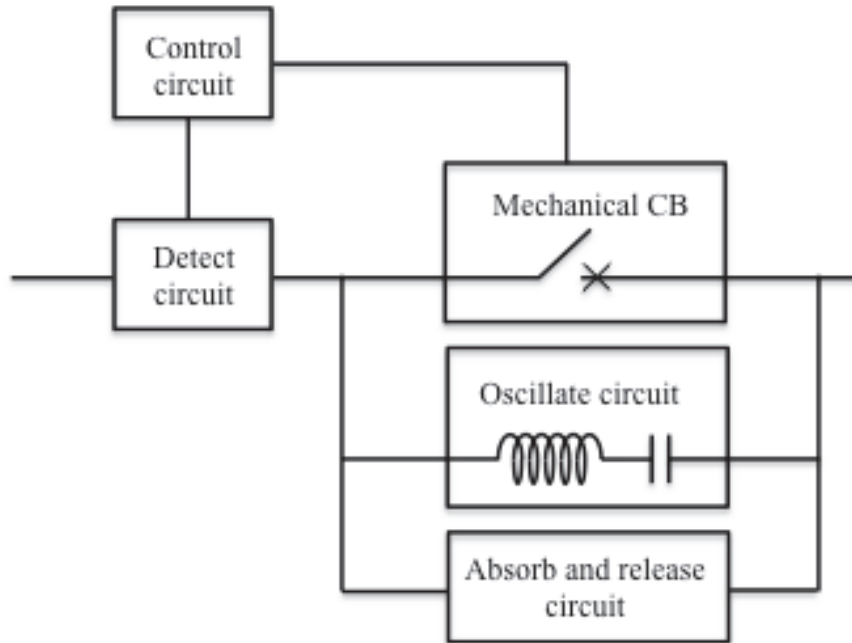 Control
circuit
Mechanical CB
Detect
circuit
Oscillate circuit
Absorb and release
circuit